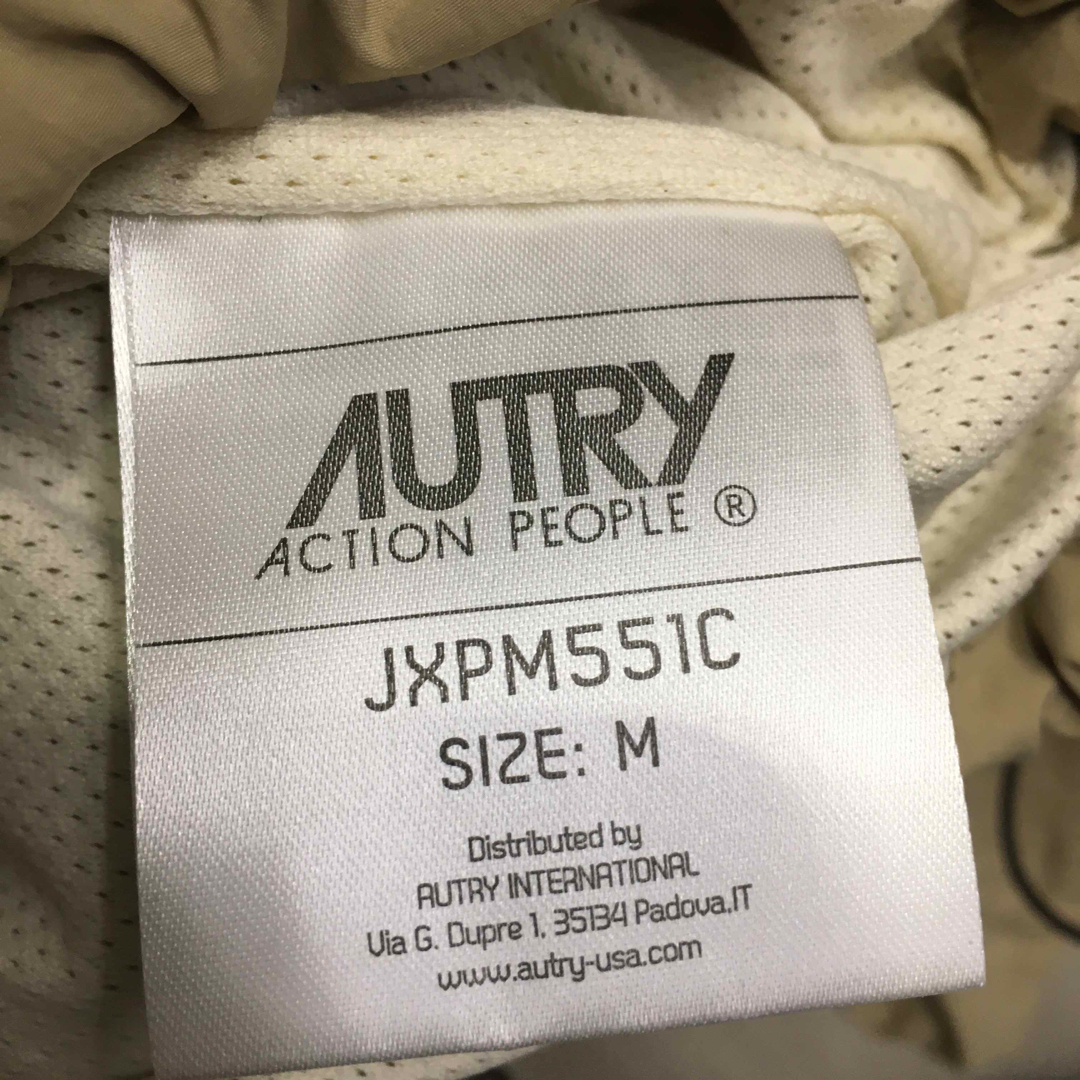 AUTRY
ACTION PEOPLE ®
JXPM551C
SIZE: M
Distributed by
AUTRY INTERNATIONAL
Via G. Dupre 1, 35134 Padova,IT
www.autry-usa.com